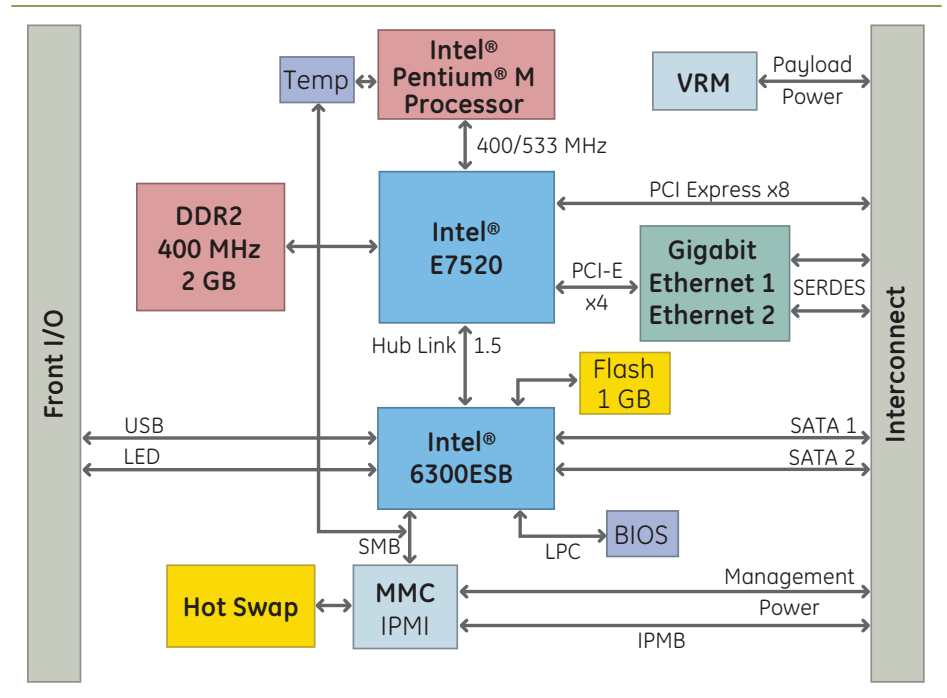 Intel®
Pentium® M
Processor
Temp
VRM
Payload
Power
400/533 MHz
PCI Express x8
DDR2
400 MHz
2 GB
Intel®
E7520
PCI-E
x4
Gigabit
Ethernet 1
Ethernet 2
SERDES
Hub Link 1.5
Flash
1 GB
Front I/O
Interconnect
USB
LED
Intel®
6300ESB
SATA 1
SATA 2
SMB
LPC
BIOS
Hot Swap
MMC
IPMI
Management
Power
IPMB